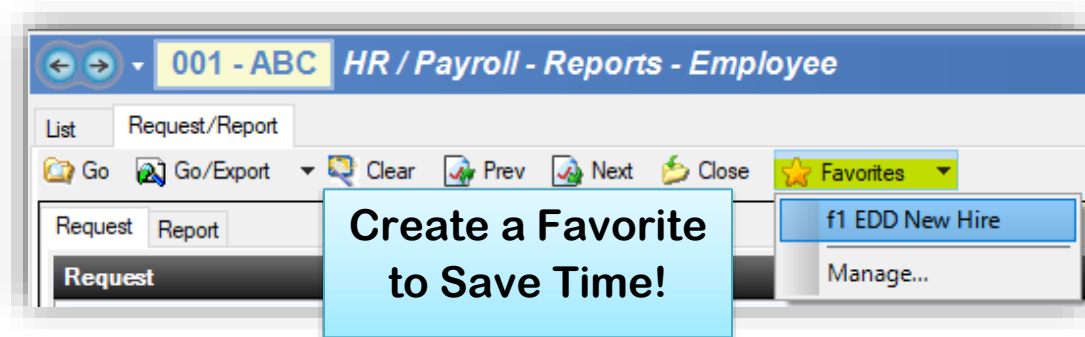 001 - ABC HR / Payroll - Reports - Employee
List Request/Report
Go Go/Export Clear Prev Next Close Favorites
Request Report
Request
Create a Favorite
to Save Time!
f1 EDD New Hire
Manage...